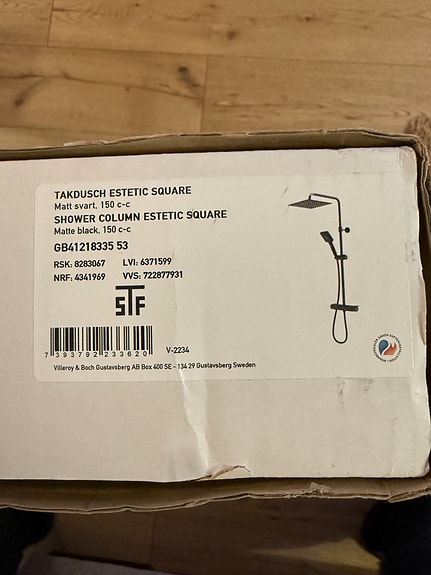 TAKDUSCH ESTETIC SQUARE
Matt svart, 150 c-c
SHOWER COLUMN ESTETIC SQUARE
Matte black, 150 c-c
GB41218335 53
RSK: 8283067 LVI: 6371599
NRF: 4341969 VVS: 722877931
STF
7 393792 233620
V-2234
Villeroy & Boch Gustavsberg AB Box 400 SE - 134 29 Gustavsberg Sweden